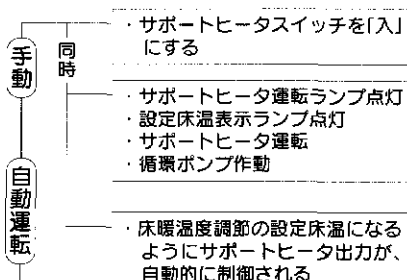 手動
同時
・サポートヒータスイッチを「入」
にする
・サポートヒータ運転ランプ点灯
・設定床温表示ランプ点灯
・サポートヒータ運転
・循環ポンプ作動
自動運転
・床暖温度調節の設定床温になる
ようにサポートヒータ出力が、
自動的に制御される